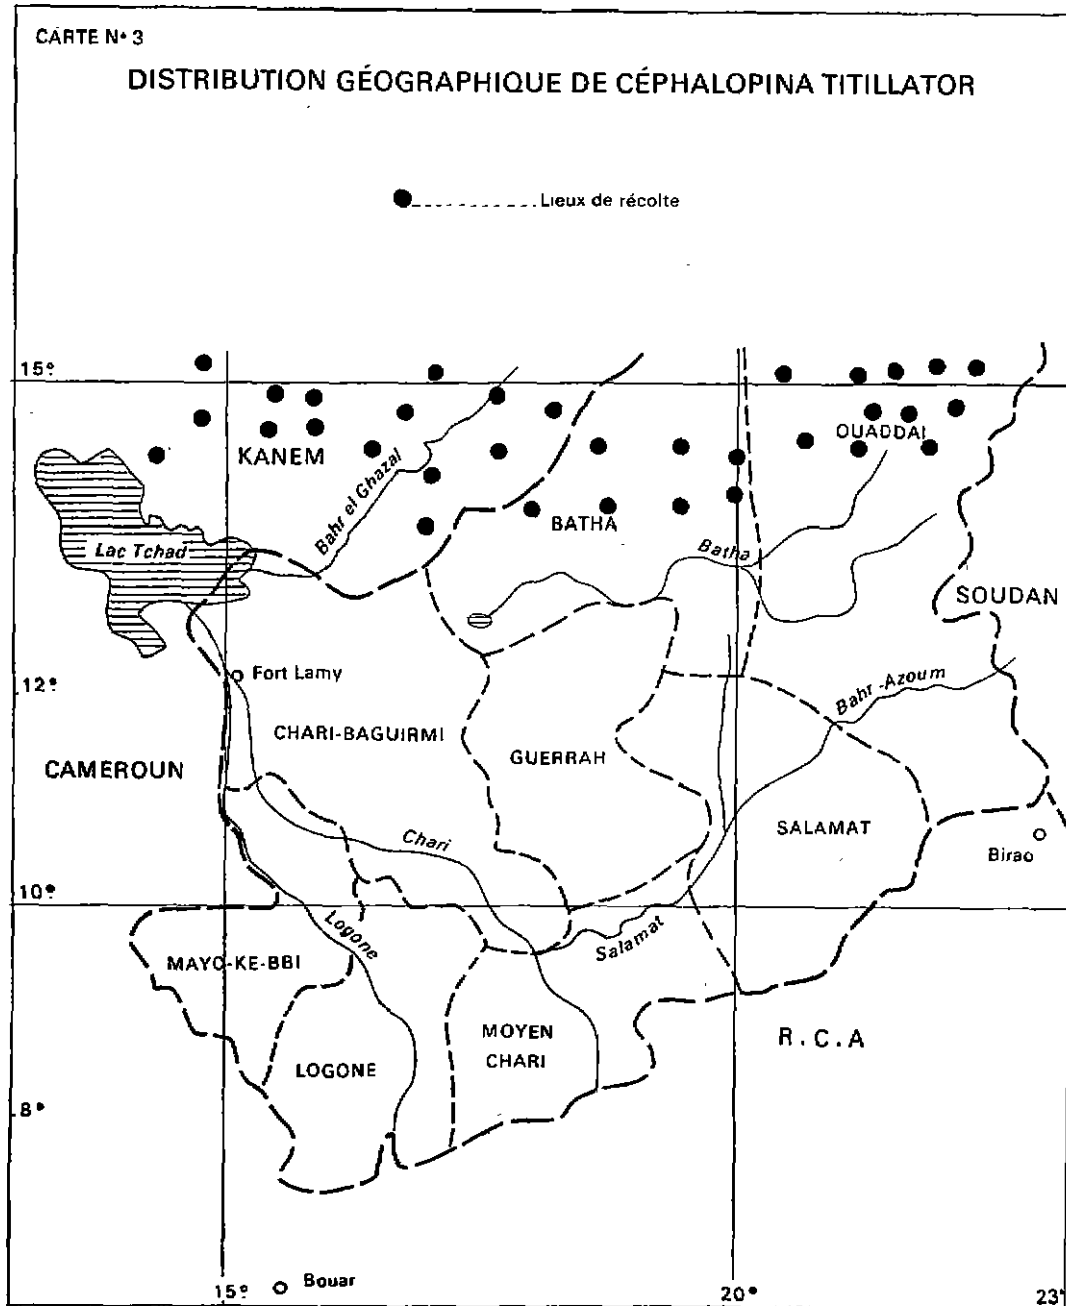 CARTE N• 3
DISTRIBUTION GÉOGRAPHIQUE DE CÉPHALOPINA TITILLATOR
Lieux de récolte
15°
KANEM
OUADDAI
Bahr el Ghazal
BATHA
Lac Tchad
Batha
SOUDAN
Fort Lamy
12°
Bahr-Azoum
CHARI-BAGUIRMI
GUERRAH
CAMEROUN
SALAMAT
Chari
Birao
10°
Logone
Salamat
MAYO-KE-BBI
MOYEN
CHARI
R.C.A
LOGONE
8°
Bouar
15°
20°
23°